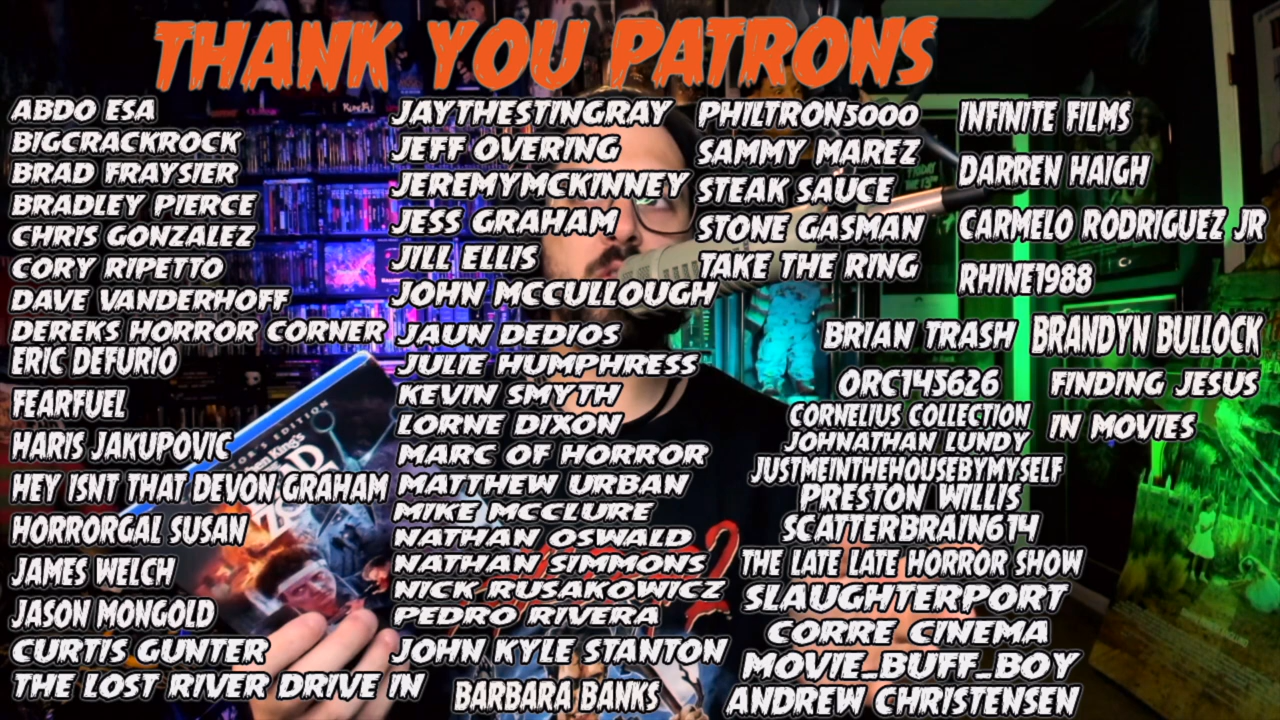 THANK YOU PATRONS
ABDO ESA
BIGCRACKROCK
BRAD FRAYSIER
BRADLEY PIERCE
CHRIS GONZALEZ
CORY RIPETTO
DAVE VANDERHOFF
DEREKS HORROR CORNER
ERIC DEFURIO
FEARFUEL
HARIS JAKUPOVIC
HEY ISNT THAT DEVON GRAHAM
HORRORGAL SUSAN
JAMES WELCH
JASON MONGOLD
CURTIS GUNTER
THE LOST RIVER DRIVE IN
JAYTHESTINGRAY
JEFF OVERING
JEREMYMCKINNEY
JESS GRAHAM
JILL ELLIS
JOHN MCCULLOUGH
JAUN DEDIOS
JULIE HUMPHRESS
KEVIN SMYTH
LORNE DIXON
MARC OF HORROR
MATTHEW URBAN
MIKE MCCLURE
NATHAN OSWALD
NATHAN SIMMONS
NICK RUSAKOWICZ
PEDRO RIVERA
JOHN KYLE STANTON
BARBARA BANKS
PHILTRON5000
SAMMY MAREZ
STEAK SAUCE
STONE GASMAN
TAKE THE RING
BRIAN TRASH
ORC145626
CORNELIUS COLLECTION
JOHNATHAN LUNDY
JUSTMEINTHEHOUSEBYMYSELF
PRESTON WILLIS
SCATTERBRAIN614
THE LATE LATE HORROR SHOW
SLAUGHTERPORT
CORRE CINEMA
MOVIE_BUFF_BOY
ANDREW CHRISTENSEN
INFINITE FILMS
DARREN HAIGH
CARMELO RODRIGUEZ JR
RHINE1988
BRANDYN BULLOCK
FINDING JESUS
IN MOVIES
EDITION